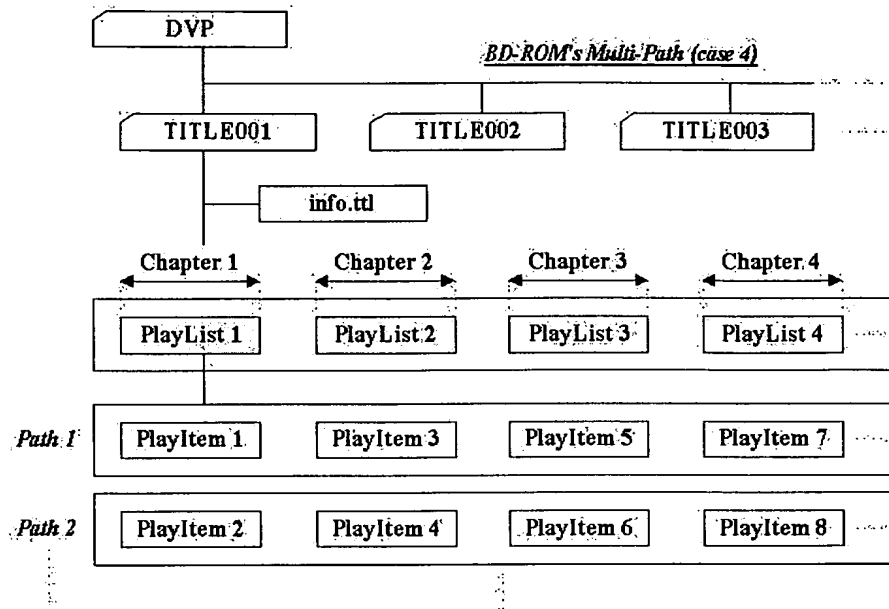 DVP
BD-ROM's Multi-Path (case 4)
TITLE001 TITLE002 TITLE003
info.ttl
Chapter 1 Chapter 2 Chapter 3 Chapter 4
PlayList 1 PlayList 2 PlayList 3 PlayList 4
Path 1 PlayItem 1 PlayItem 3 PlayItem 5 PlayItem 7
Path 2 PlayItem 2 PlayItem 4 PlayItem 6 PlayItem 8